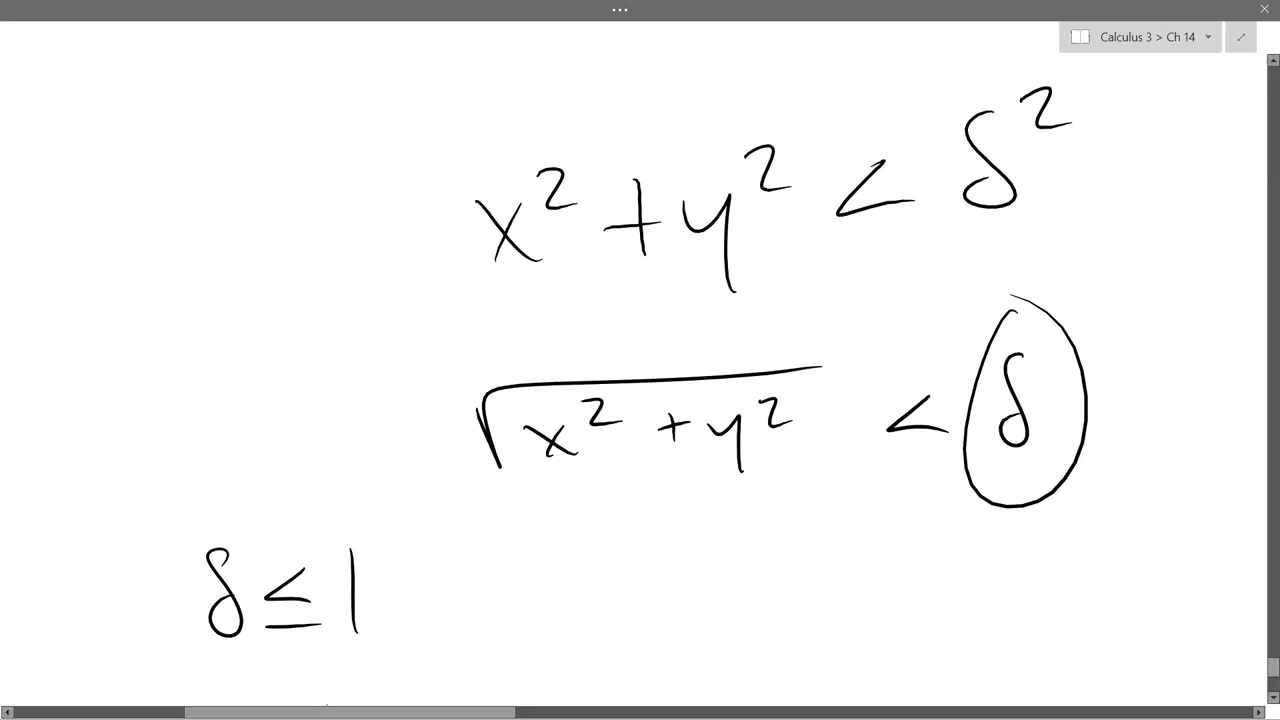 Calculus 3 > Ch 14
x² + y² < δ²
√(x² + y²) < δ
δ ≤ 1